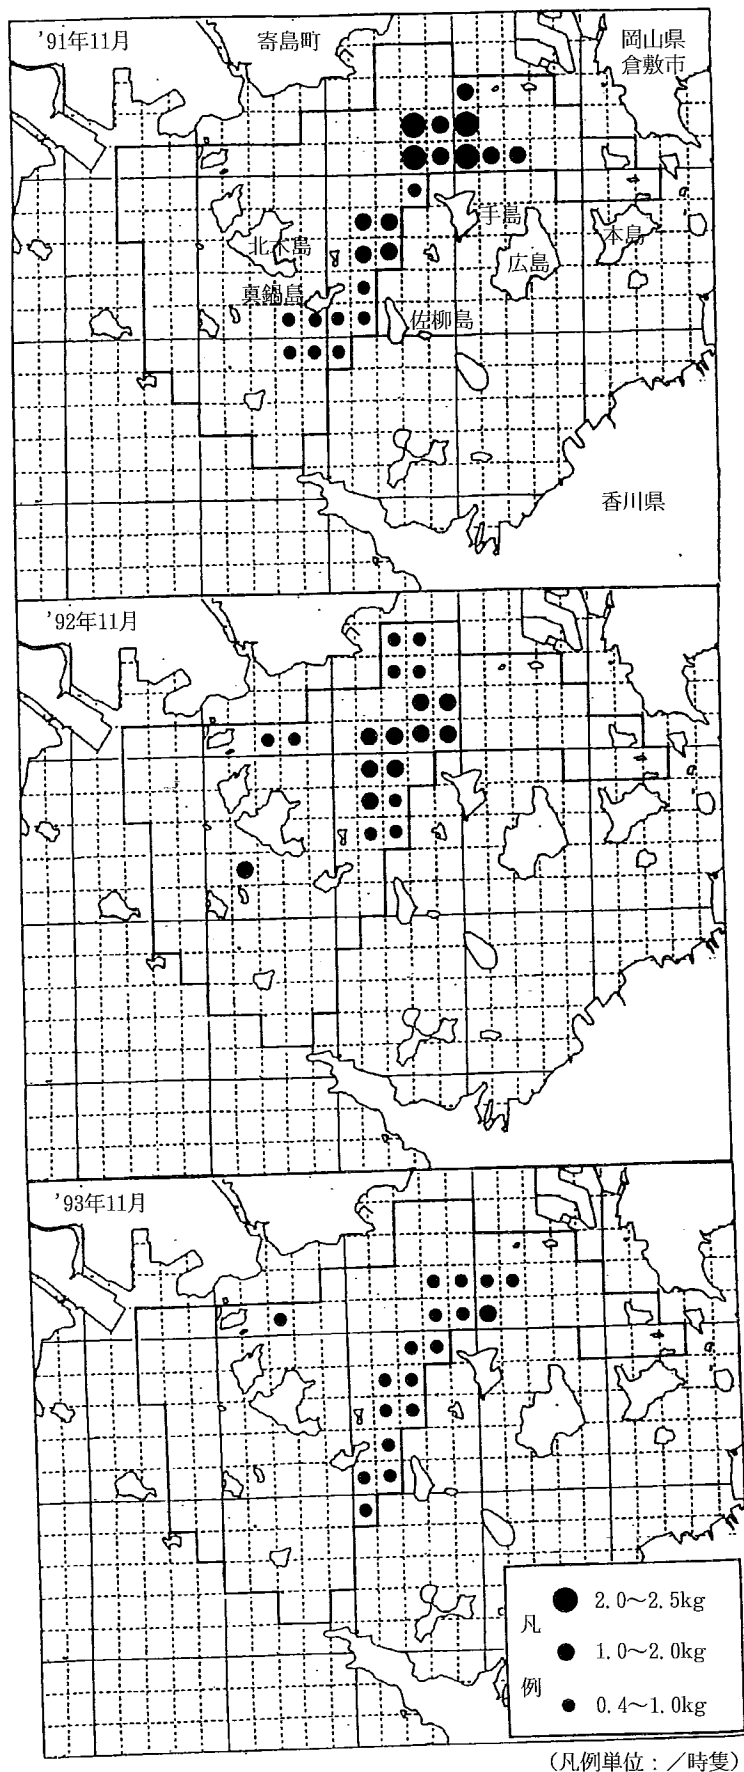 '91年11月
寄島町
岡山県
倉敷市
手島
北木島
広島
本島
真鍋島
佐柳島
香川県
'92年11月
'93年11月
凡例
2.0～2.5kg
1.0～2.0kg
0.4～1.0kg
(凡例単位：／時隻)